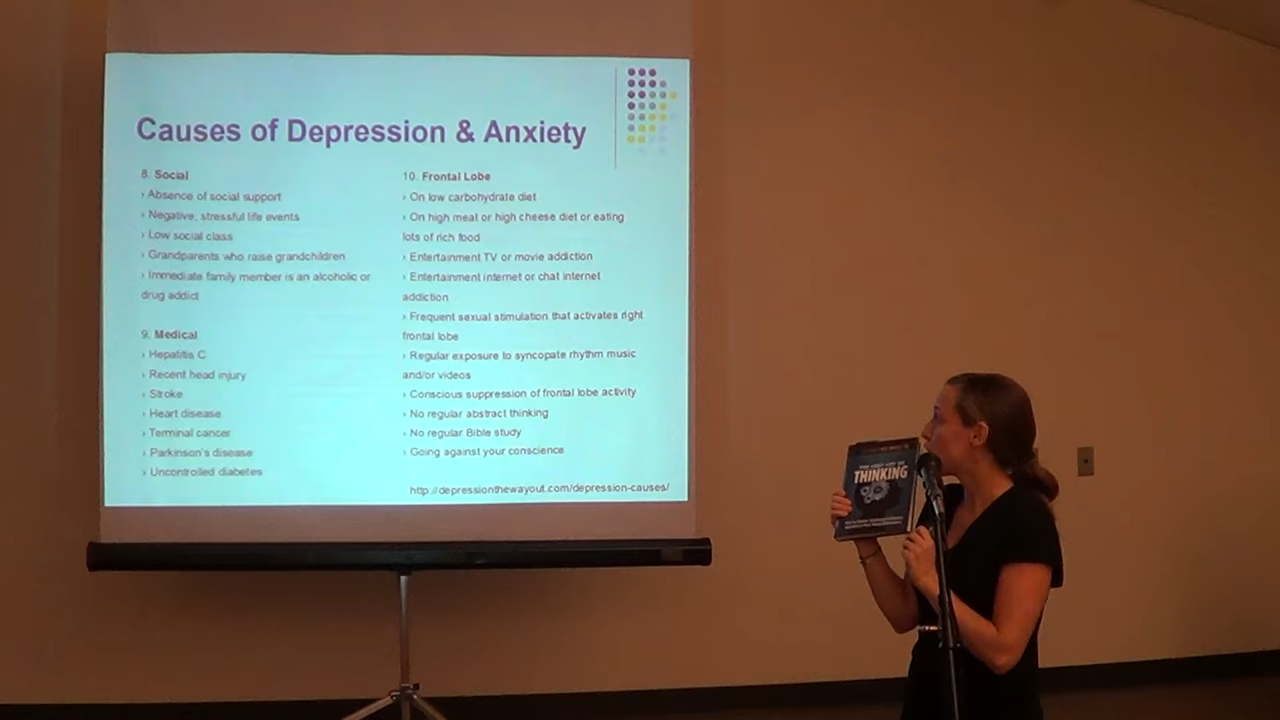 Causes of Depression & Anxiety
8. Social
› Absence of social support
› Negative, stressful life events
› Low social class
› Grandparents who raise grandchildren
› Immediate family member is an alcoholic or
drug addict
9. Medical
› Hepatitis C
› Recent head injury
› Stroke
› Heart disease
› Terminal cancer
› Parkinson's disease
› Uncontrolled diabetes
10. Frontal Lobe
› On low carbohydrate diet
› On high meat or high cheese diet or eating
lots of rich food
› Entertainment TV or movie addiction
› Entertainment internet or chat internet
addiction
› Frequent sexual stimulation that activates right
frontal lobe
› Regular exposure to syncopate rhythm music
and/or videos
› Conscious suppression of frontal lobe activity
› No regular abstract thinking
› No regular Bible study
› Going against your conscience
http://depressionthewayout.com/depression-causes/
THINKING